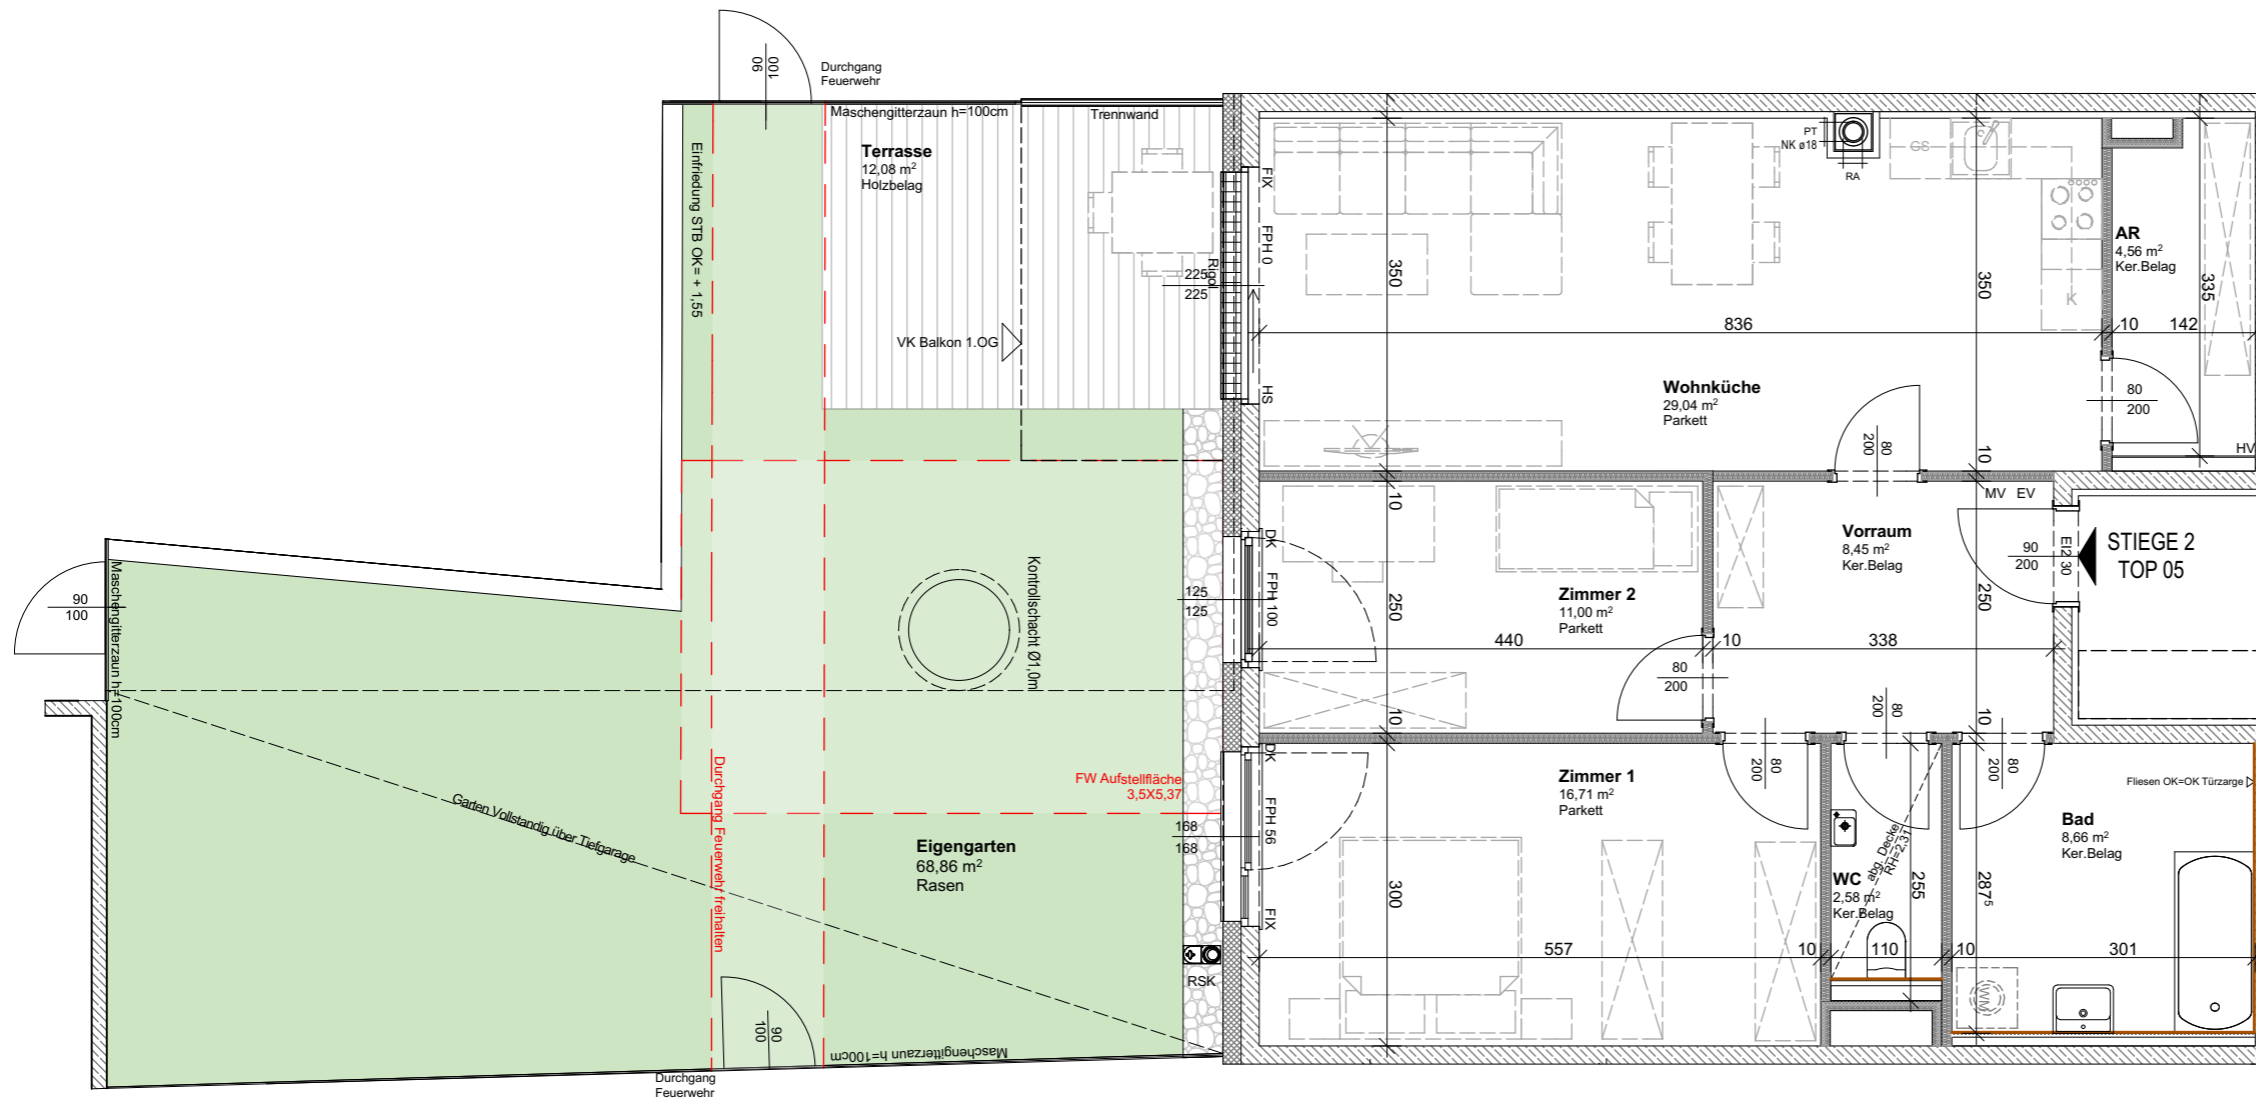 Durchgang
Feuerwehr
100
90
Maschengitterzaun h=100cm
Trennwand
Terrasse
12,08 m²
Holzbelag
Einfriedung STB OK= + 1,55
VK Balkon 1.OG
Rigol
225
225
FIX
FPH 0
HS
PT
NK ø18
RA
GS
K
350
350
836
10
142
335
AR
4,56 m²
Ker.Belag
80
200
HV
Wohnküche
29,04 m²
Parkett
80
200
10
10
MV EV
Vorraum
8,45 m²
Ker.Belag
90
200
EI2 30
STIEGE 2
TOP 05
DK
FPH 100
125
125
250
250
Zimmer 2
11,00 m²
Parkett
440
10
338
80
200
10
10
80
200
Kontrollschacht Ø1,0m
90
100
Maschengitterzaun h=100cm
Garten Vollstandig über Tiefgarage
Durchgang Feuerwehr freihalten
FW Aufstellfläche
3,5X5,37
Eigengarten
68,86 m²
Rasen
168
168
DK
FPH 56
FIX
RSK
Zimmer 1
16,71 m²
Parkett
80
200
80
200
300
557
10
110
10
301
WC
2,58 m²
Ker.Belag
abg. Decke
RH=2,31
255
287⁵
Fliesen OK=OK Türzarge
Bad
8,66 m²
Ker.Belag
WM
90
100
Maschengitterzaun h=100cm
Durchgang
Feuerwehr